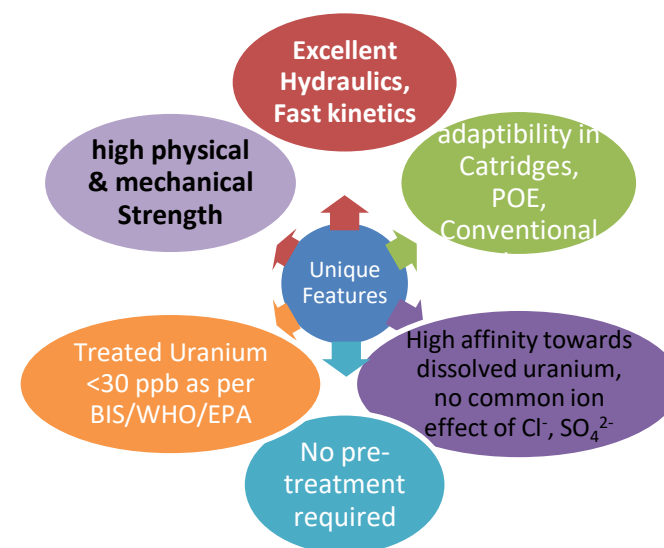 Excellent
Hydraulics,
Fast kinetics
adaptibility in
Catridges,
POE,
Conventional
high physical
& mechanical
Strength
Unique
Features
Treated Uranium
<30 ppb as per
BIS/WHO/EPA
High affinity towards
dissolved uranium,
no common ion
effect of Cl⁻, SO₄²⁻
No pre-
treatment
required